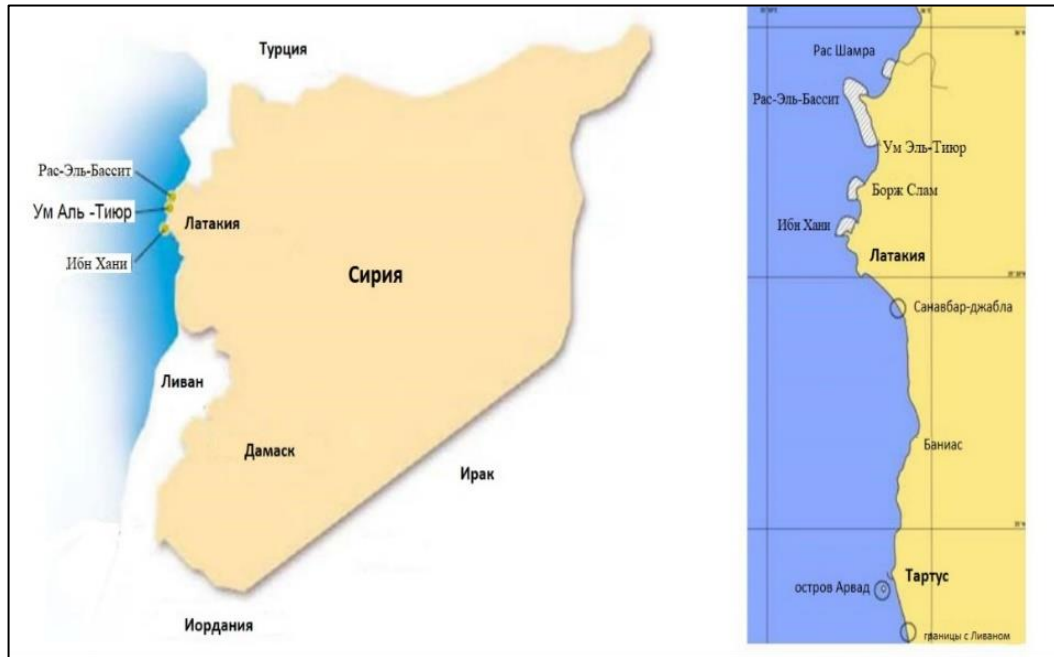 Турция
Рас-Эль-Бассит
Ум Аль -Тиюр
Латакия
Ибн Хани
Сирия
Ливан
Дамаск
Ирак
Иордания
Рас Шамра
Рас-Эль-Бассит
Ум Эль-Тиюр
Борж Слам
Ибн Хани
Латакия
Санавбар-джабла
Баниас
Тартус
остров Арвад
границы с Ливаном